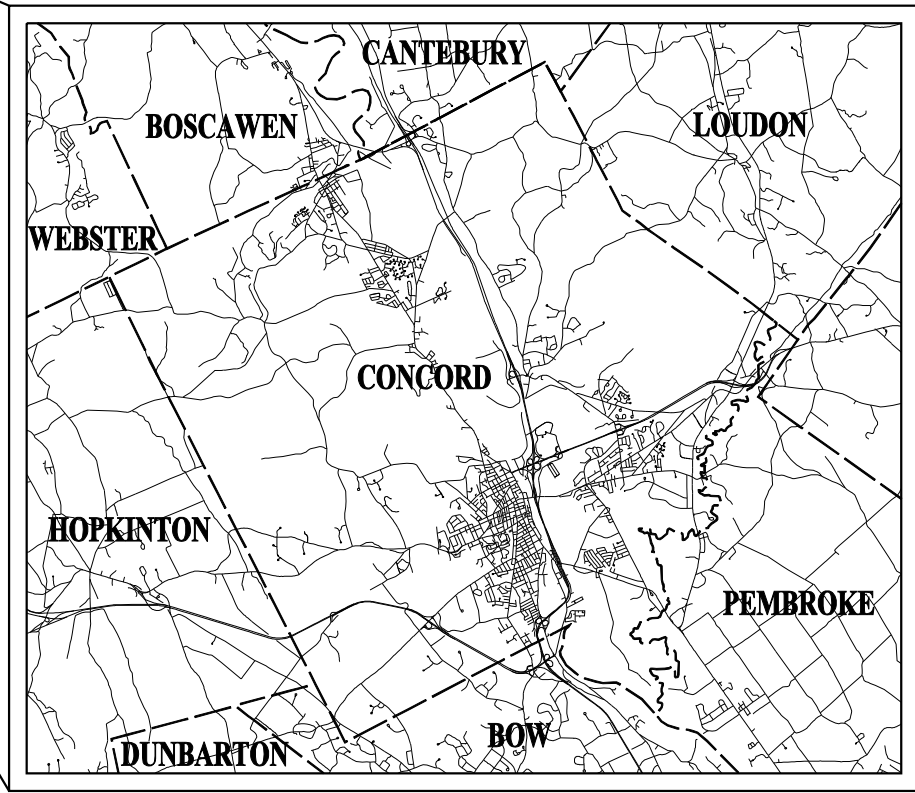 CANTEBURY
BOSCAWEN
LOUDON
WEBSTER
CONCORD
HOPKINTON
PEMBROKE
BOW
DUNBARTON